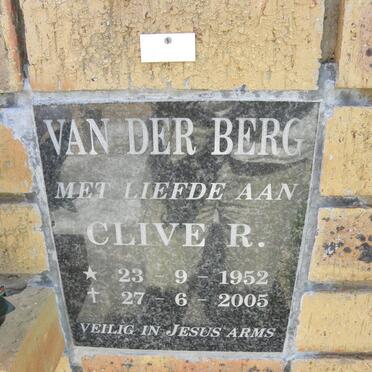 VAN DER BERG
MET LIEFDE AAN
CLIVE R.
★ 23 - 9 - 1952
✝ 27 - 6 - 2005
VEILIG IN JESUS ARMS